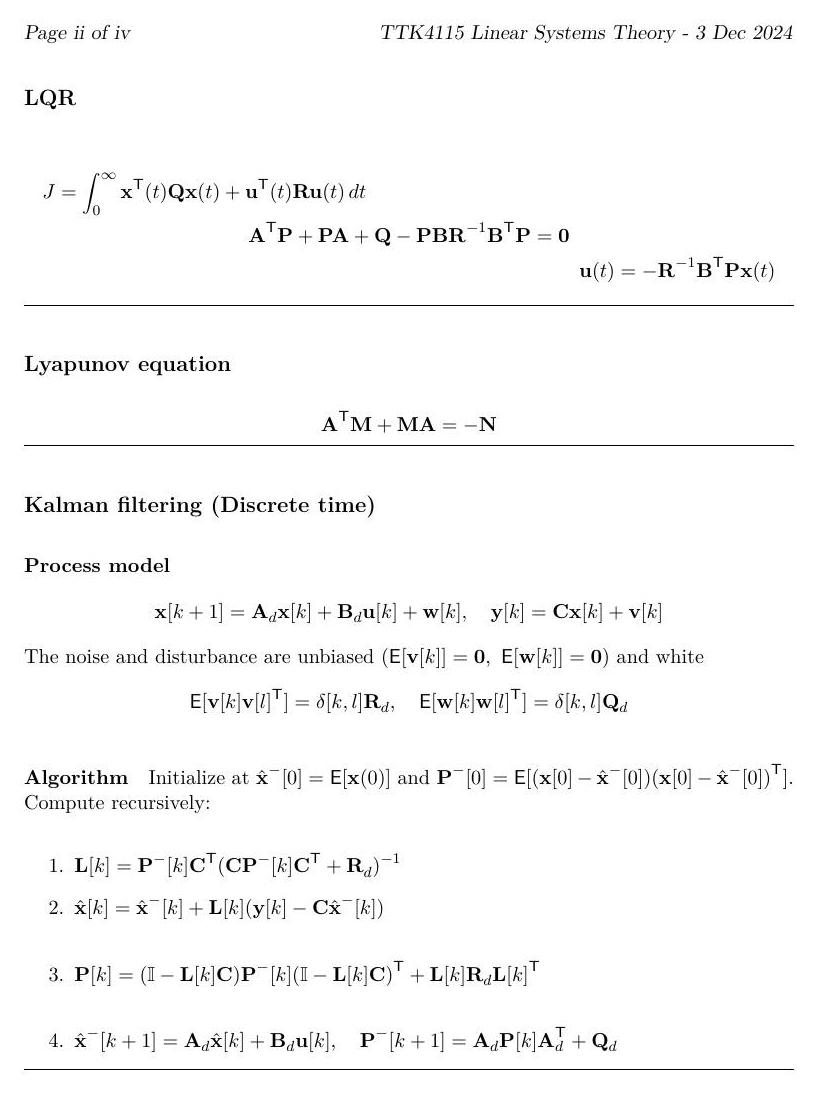 Page ii of iv TTK4115 Linear Systems Theory - 3 Dec 2024
LQR
J = ∫₀^∞ xᵀ(t)Qx(t) + uᵀ(t)Ru(t) dt
AᵀP + PA + Q − PBR⁻¹BᵀP = 0
u(t) = −R⁻¹BᵀPx(t)
Lyapunov equation
AᵀM + MA = −N
Kalman filtering (Discrete time)
Process model
x[k + 1] = A_d x[k] + B_d u[k] + w[k], y[k] = Cx[k] + v[k]
The noise and disturbance are unbiased (E[v[k]] = 0, E[w[k]] = 0) and white
E[v[k]v[l]ᵀ] = δ[k, l]R_d, E[w[k]w[l]ᵀ] = δ[k, l]Q_d
Algorithm Initialize at x̂⁻[0] = E[x(0)] and P⁻[0] = E[(x[0] − x̂⁻[0])(x[0] − x̂⁻[0])ᵀ].
Compute recursively:
1. L[k] = P⁻[k]Cᵀ(CP⁻[k]Cᵀ + R_d)⁻¹
2. x̂[k] = x̂⁻[k] + L[k](y[k] − Cx̂⁻[k])
3. P[k] = (𝕀 − L[k]C)P⁻[k](𝕀 − L[k]C)ᵀ + L[k]R_d L[k]ᵀ
4. x̂⁻[k + 1] = A_d x̂[k] + B_d u[k], P⁻[k + 1] = A_d P[k]A_dᵀ + Q_d